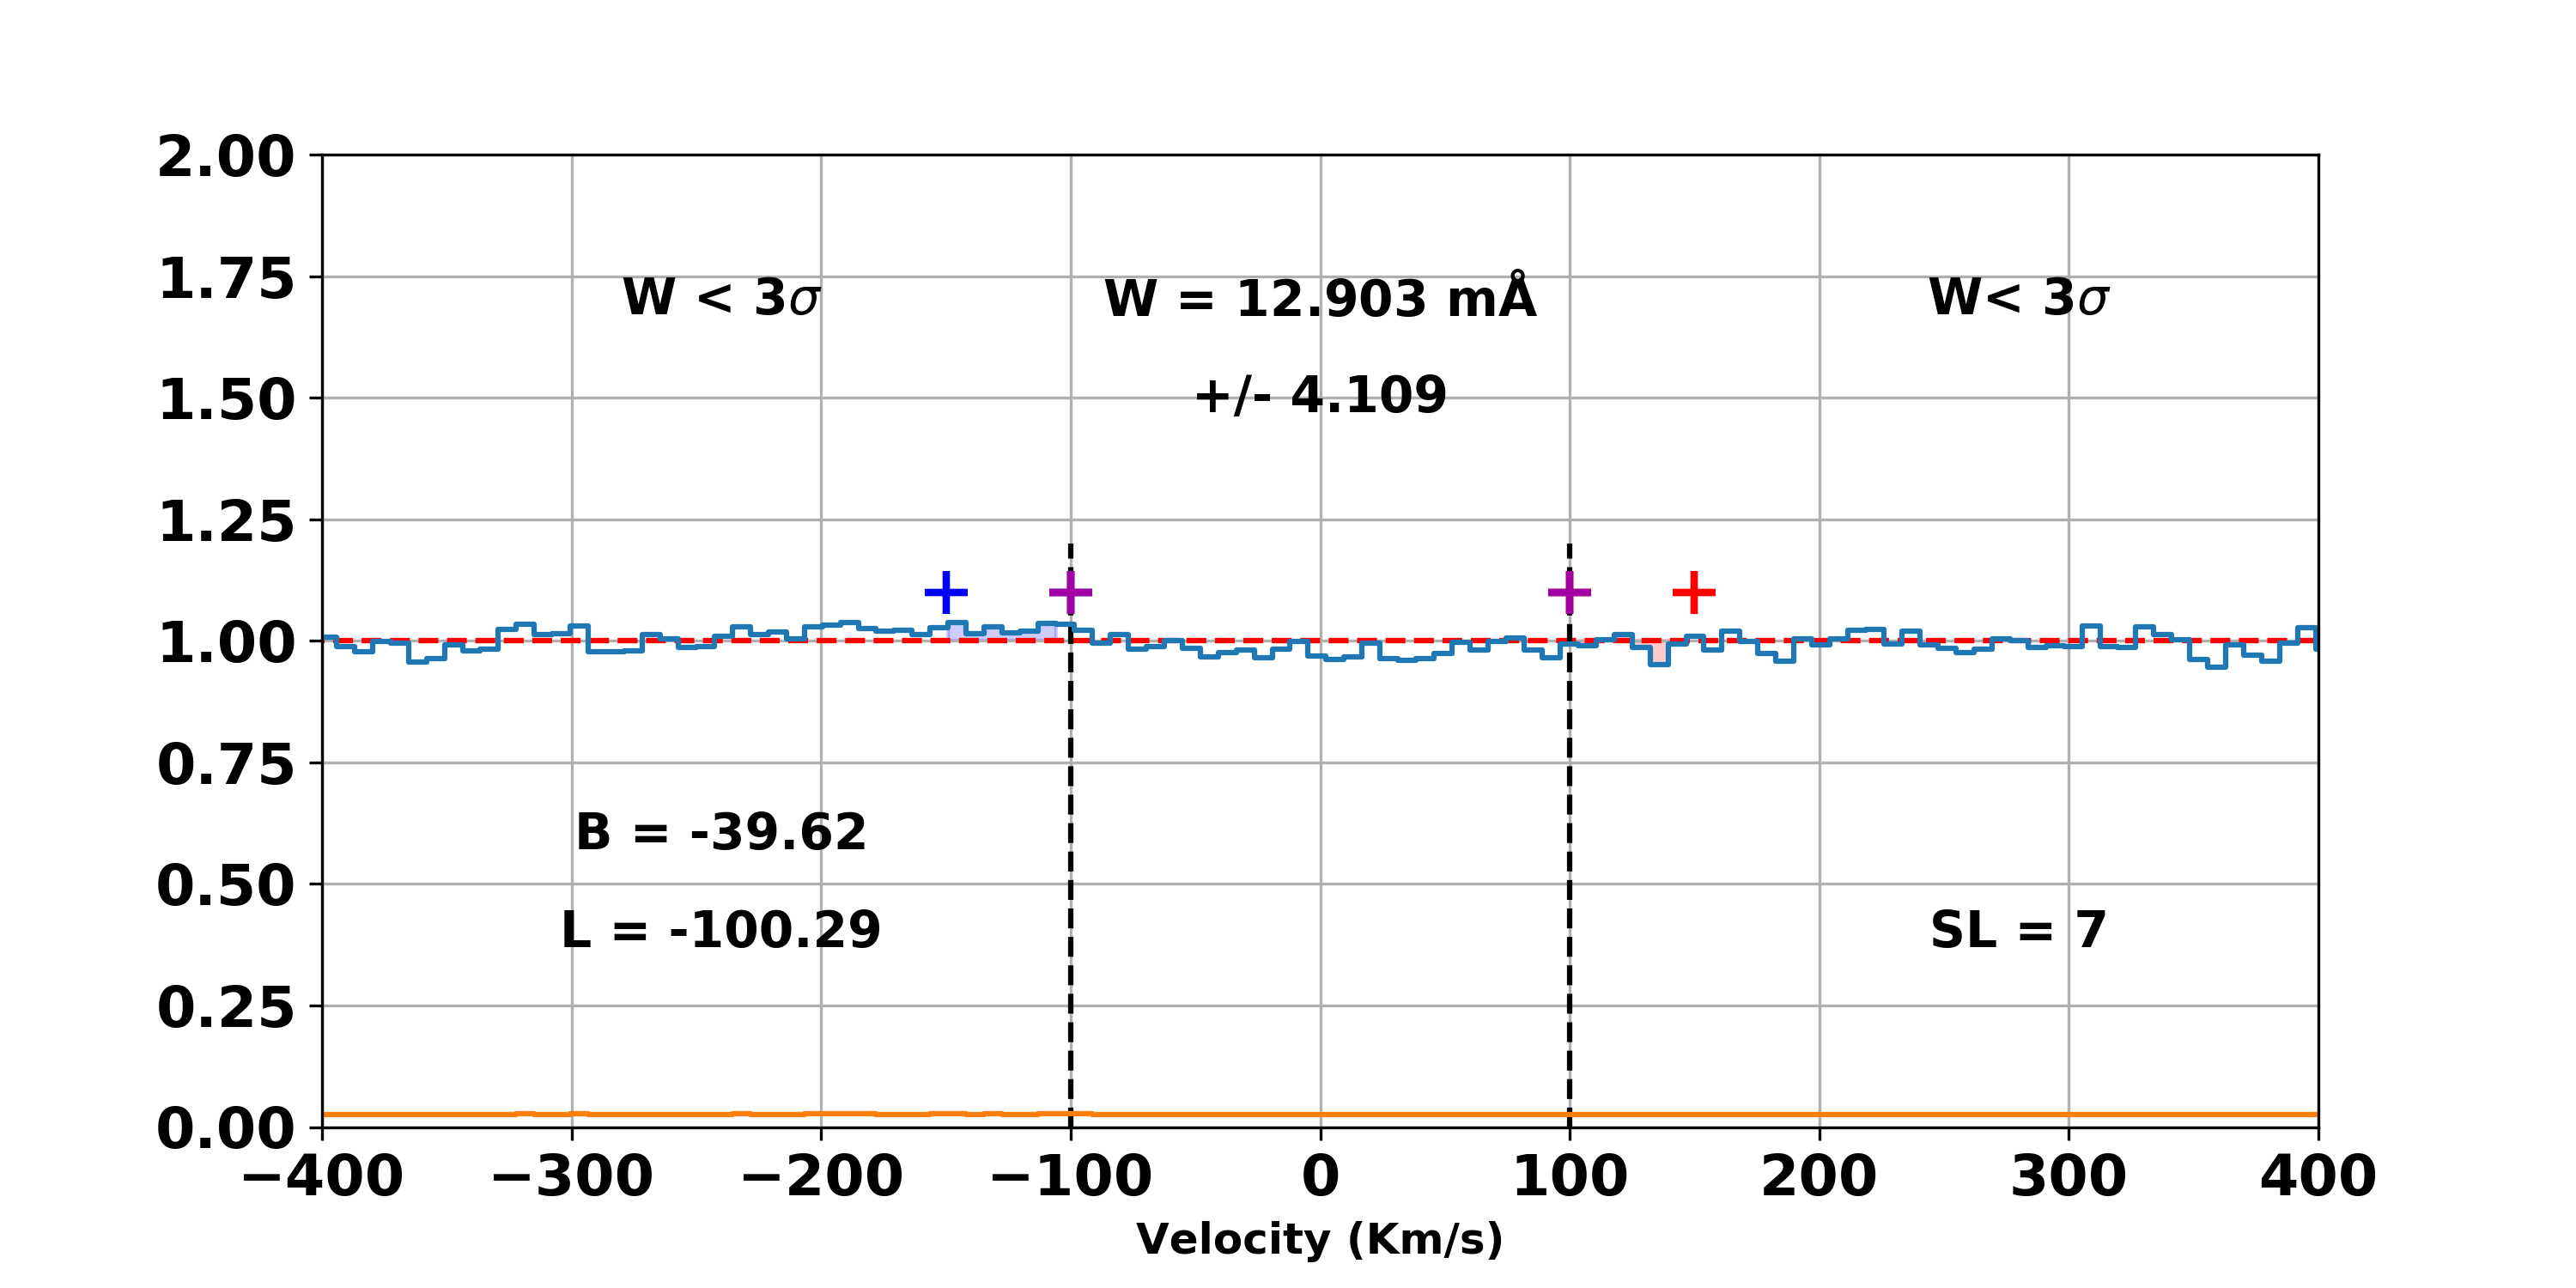 2.00
1.75
W < 3σ
W = 12.903 mÅ
W< 3σ
1.50
+/- 4.109
1.25
1.00
0.75
B = -39.62
0.50
L = -100.29
SL = 7
0.25
0.00
−400 −300 −200 −100 0 100 200 300 400
Velocity (Km/s)